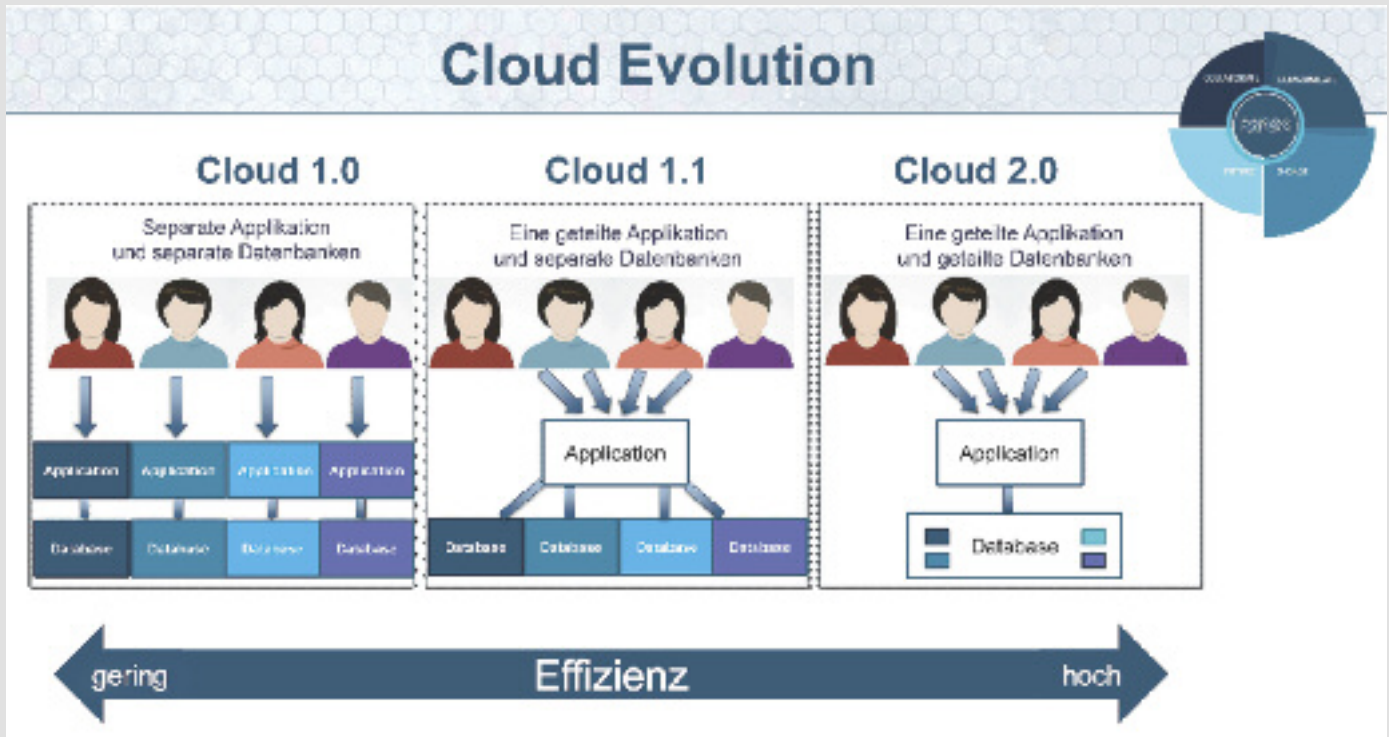 Cloud Evolution
Cloud 1.0
Separate Applikation
und separate Datenbanken
Application Application Application Application
Database Database Database Database
Cloud 1.1
Eine geteilte Applikation
und separate Datenbanken
Application
Database Database Database Database
Cloud 2.0
Eine geteilte Applikation
und geteilte Datenbanken
Application
Database
gering Effizienz hoch